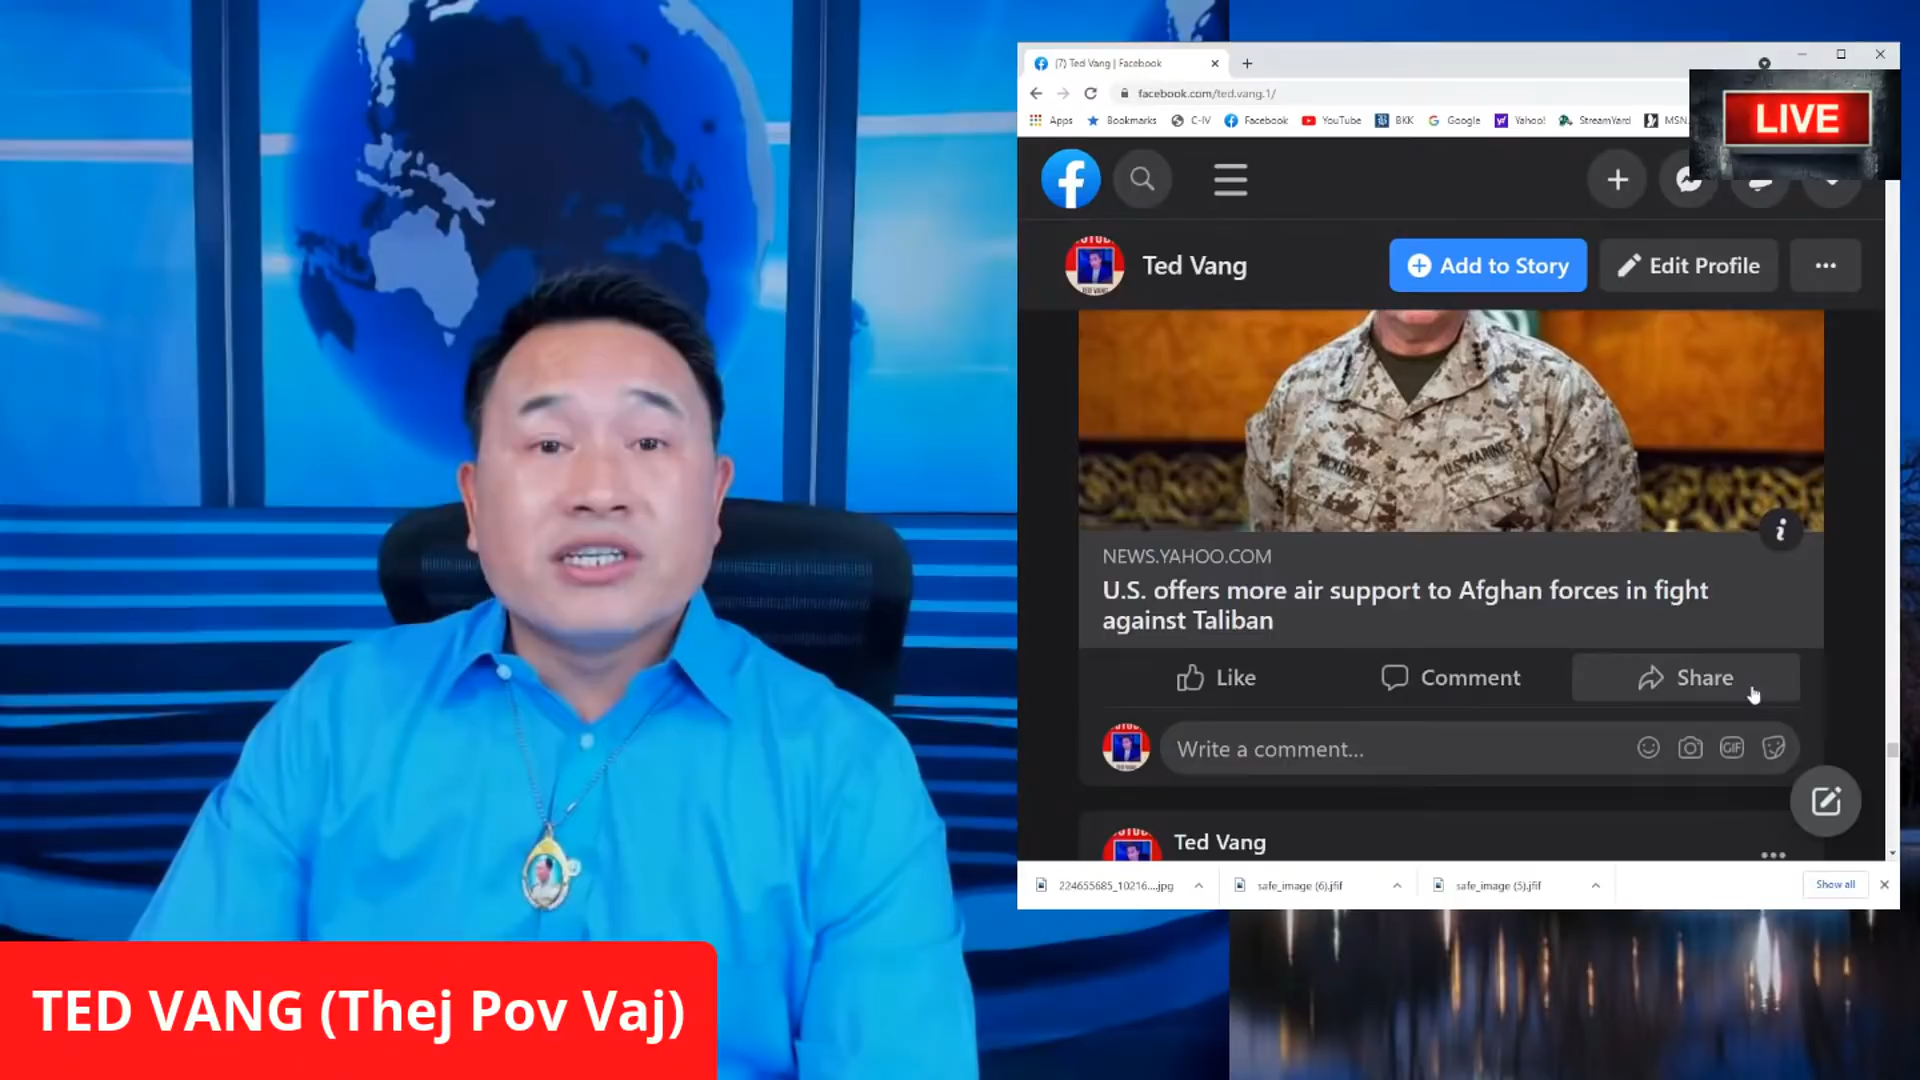 (7) Ted Vang | Facebook
facebook.com/ted.vang.1/
Apps Bookmarks C-IV Facebook YouTube BKK Google Yahoo! StreamYard MSN
LIVE
Ted Vang
Add to Story
Edit Profile
MCKENZIE
U.S. MARINES
NEWS.YAHOO.COM
U.S. offers more air support to Afghan forces in fight
against Taliban
Like Comment Share
Write a comment...
GIF
Ted Vang
224655685_10216....jpg safe_image (6).jfif safe_image (5).jfif Show all
TED VANG (Thej Pov Vaj)